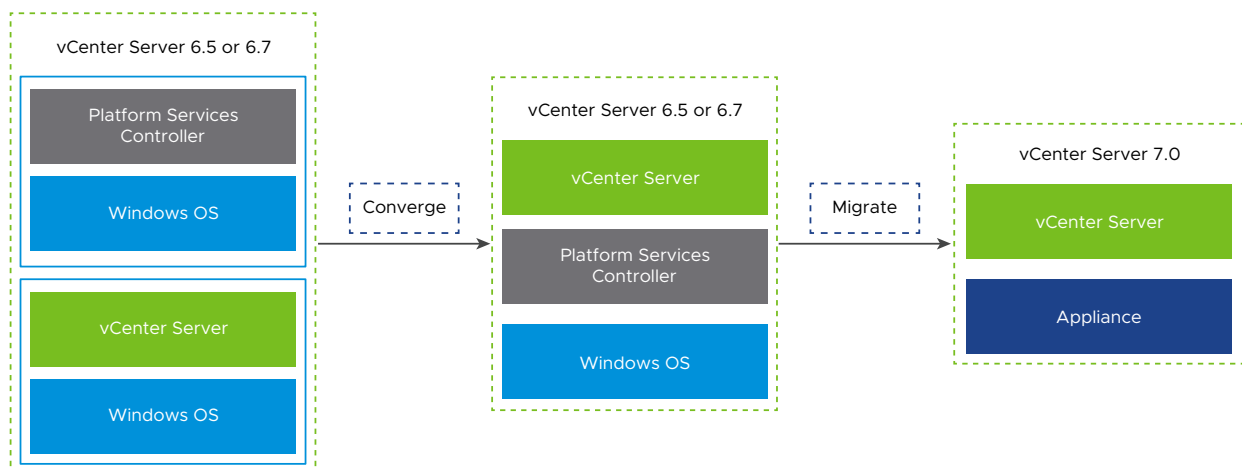 vCenter Server 6.5 or 6.7
Platform Services
Controller
Windows OS
vCenter Server
Windows OS
Converge
vCenter Server 6.5 or 6.7
vCenter Server
Platform Services
Controller
Windows OS
Migrate
vCenter Server 7.0
vCenter Server
Appliance